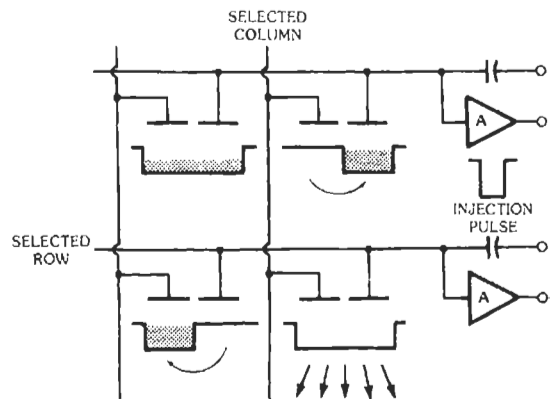 SELECTED
COLUMN
A
INJECTION
PULSE
SELECTED
ROW
A